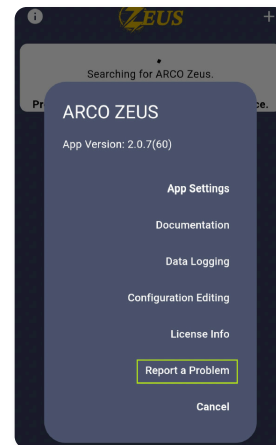 ZEUS
Searching for ARCO Zeus.
ARCO ZEUS
App Version: 2.0.7(60)
App Settings
Documentation
Data Logging
Configuration Editing
License Info
Report a Problem
Cancel